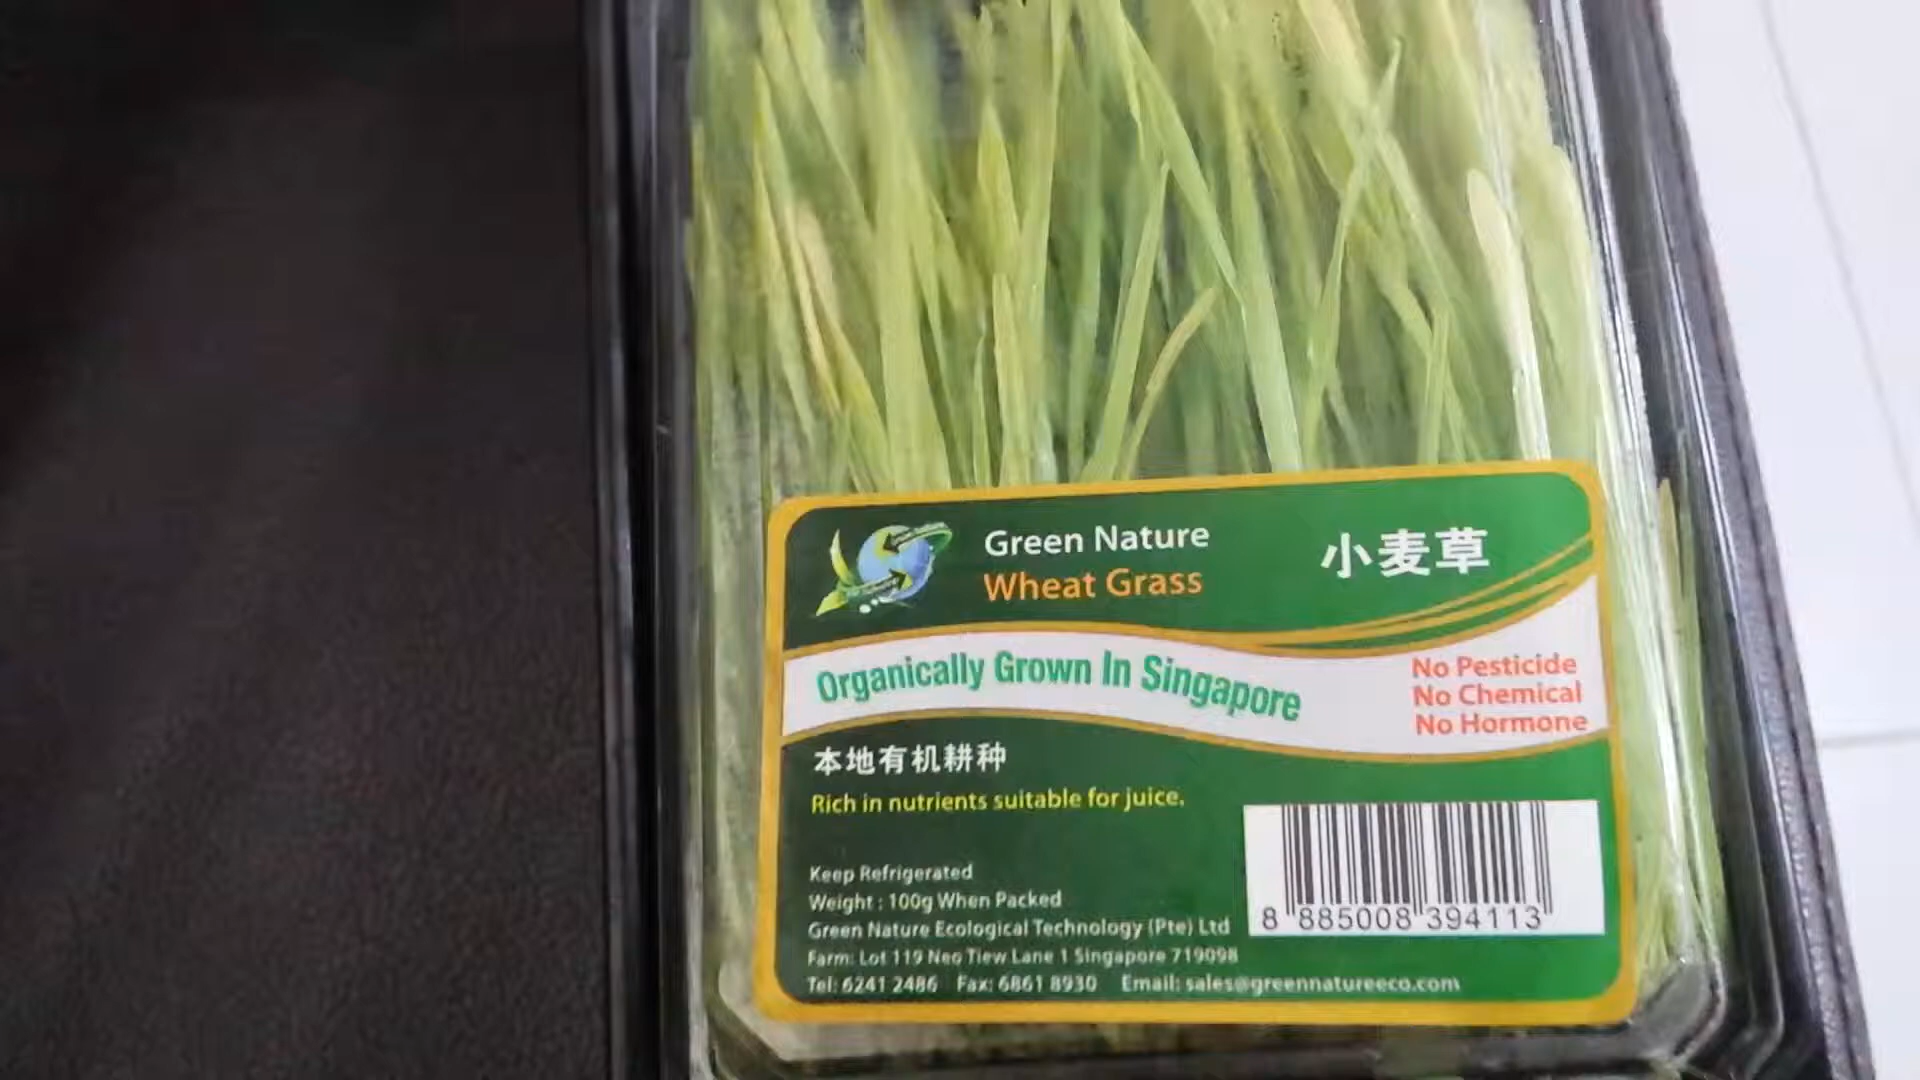 Green Nature
Wheat Grass
小麦草
Organically Grown In Singapore
No Pesticide
No Chemical
No Hormone
本地有机耕种
Rich in nutrients suitable for juice.
Keep Refrigerated
Weight : 100g When Packed
Green Nature Ecological Technology (Pte) Ltd
Farm: Lot 119 Neo Tiew Lane 1 Singapore 719098
Tel: 6241 2486 Fax: 6861 8930 Email: sales@greennatureeco.com
8 885008 394113